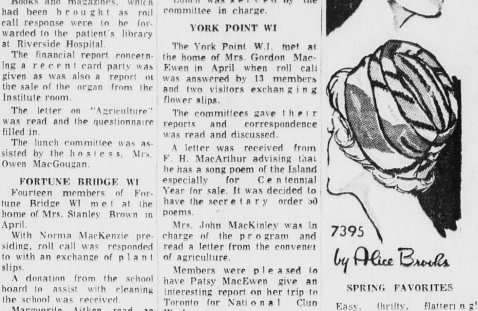 Books and magazines, which
had been brought as roll
call response were to be for-
warded to the patient's library
at Riverside Hospital.
The financial report concern-
ing a recent card party was
given as was also a report of
the sale of the organ from the
Institute room.
The letter on "Agriculture"
was read and the questionnaire
filled in.
The lunch committee was as-
sisted by the hostess, Mrs.
Owen MacGougan.
FORTUNE BRIDGE WI
Fourteen members of For-
tune Bridge WI met at the
home of Mrs. Stanley Brown in
April.
With Norma MacKenzie pre-
siding, roll call was responded
to with an exchange of plant
slips.
A donation from the school
board to assist with cleaning
the school was received.
Marguerite Aitken read an
Lunch was served by the
committee in charge.
YORK POINT WI
The York Point W.I. met at
the home of Mrs. Gordon Mac-
Ewen in April when roll call
was answered by 13 members
and two visitors exchanging
flower slips.
The committees gave their
reports and correspondence
was read and discussed.
A letter was received from
F. H. MacArthur advising that
he has a song poem of the Island
especially for Centennial
Year for sale. It was decided to
have the secretary order 50
poems.
Mrs. John MacKinley was in
charge of the program and
read a letter from the convener
of agriculture.
Members were pleased to
have Patsy MacEwen give an
interesting report on her trip to
Toronto for National Club
7395
by Alice Brooks
SPRING FAVORITES
Easy, thrifty, flattering!